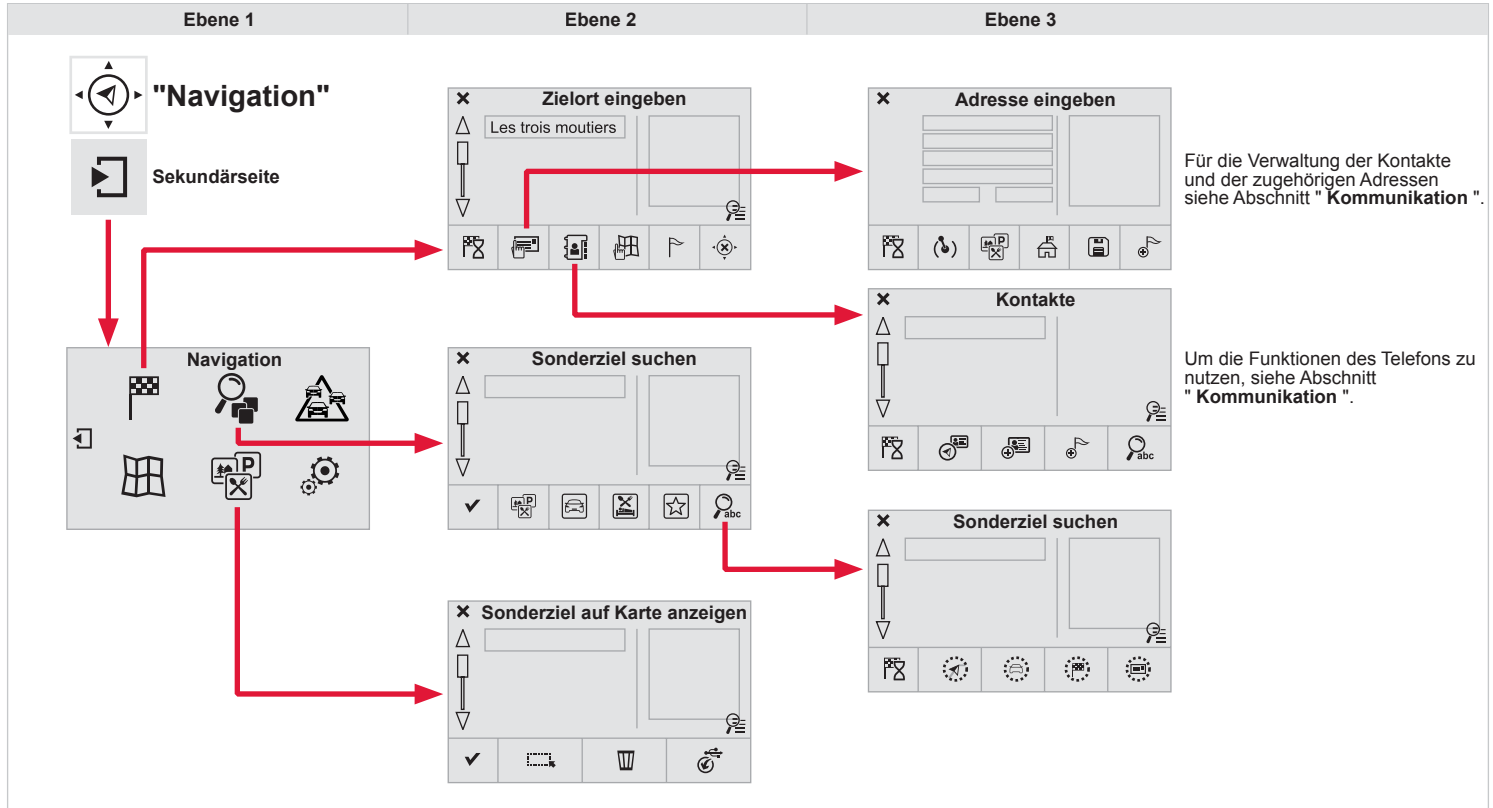 Ebene 1
Ebene 2
Ebene 3
"Navigation"
Sekundärseite
Navigation
Zielort eingeben
Les trois moutiers
Sonderziel suchen
abc
Sonderziel auf Karte anzeigen
Adresse eingeben
Kontakte
abc
Sonderziel suchen
Für die Verwaltung der Kontakte
und der zugehörigen Adressen
siehe Abschnitt " Kommunikation ".
Um die Funktionen des Telefons zu
nutzen, siehe Abschnitt
" Kommunikation ".
P
P
P